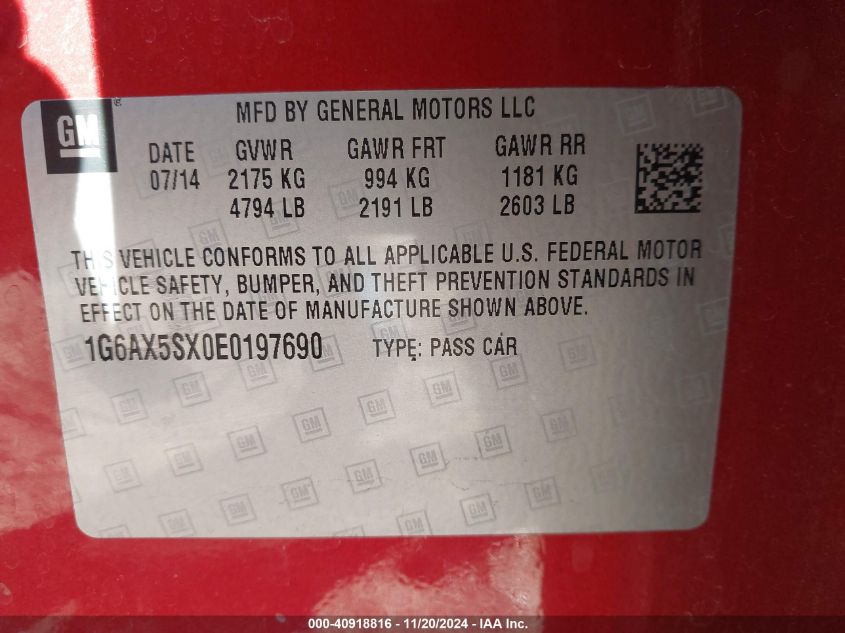 GM
®
MFD BY GENERAL MOTORS LLC
DATE GVWR GAWR FRT GAWR RR
07/14 2175 KG 994 KG 1181 KG
4794 LB 2191 LB 2603 LB
THIS VEHICLE CONFORMS TO ALL APPLICABLE U.S. FEDERAL MOTOR
VEHICLE SAFETY, BUMPER, AND THEFT PREVENTION STANDARDS IN
EFFECT ON THE DATE OF MANUFACTURE SHOWN ABOVE.
1G6AX5SX0E0197690 TYPE: PASS CAR
000-40918816 - 11/20/2024 - IAA Inc.